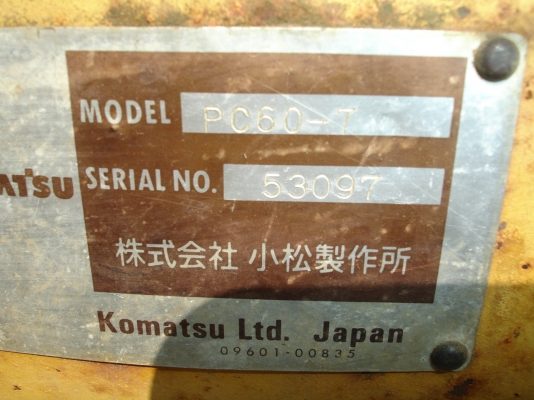 MODEL PC60-7
ATSU SERIAL NO. 53097
株式会社 小松製作所
Komatsu Ltd. Japan
09601-00835